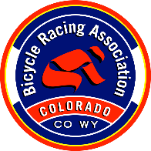 Bicycle Racing Association
COLORADO
CO WY